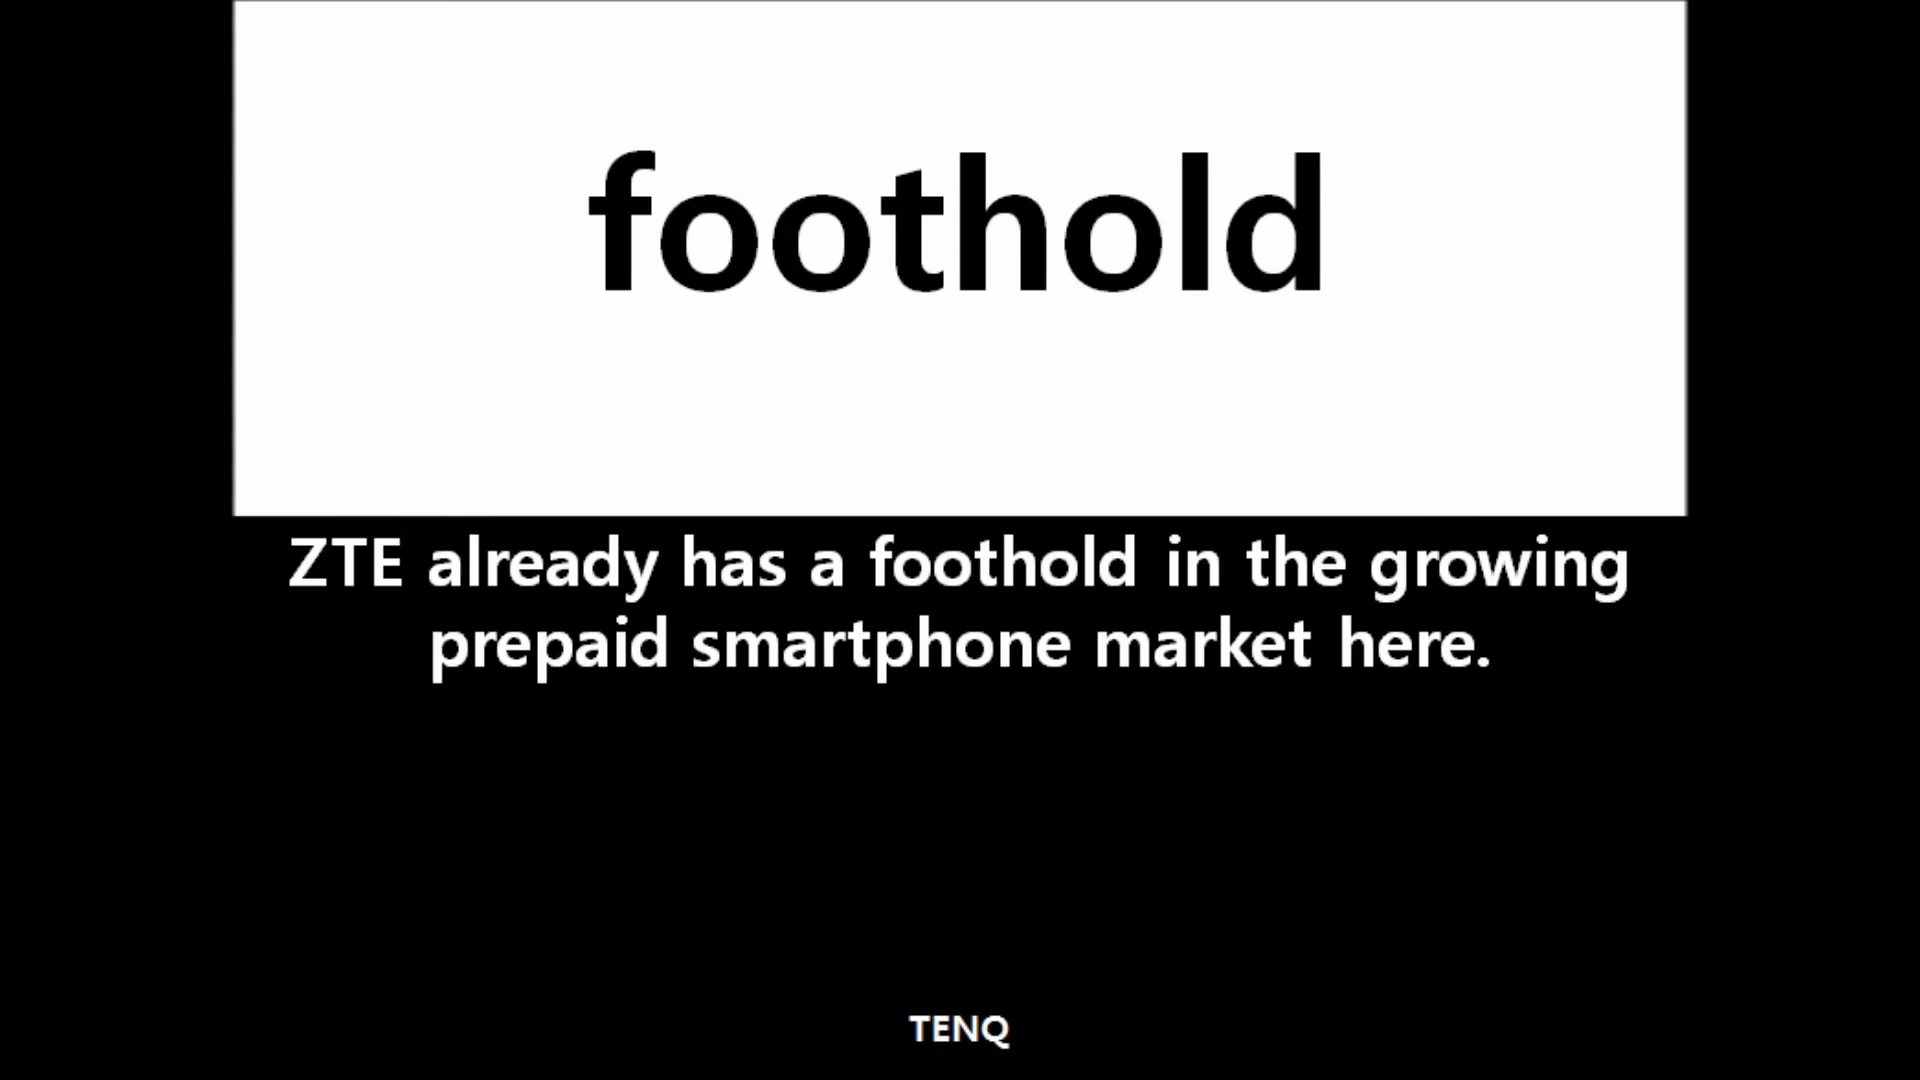 foothold
ZTE already has a foothold in the growing
prepaid smartphone market here.
TENQ